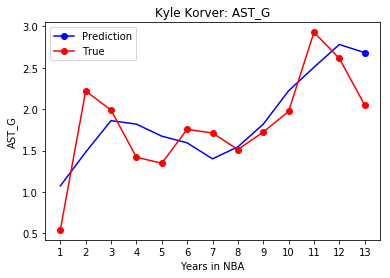 Kyle Korver: AST_G
Prediction
True
AST_G
3.0
2.5
2.0
1.5
1.0
0.5
1 2 3 4 5 6 7 8 9 10 11 12 13
Years in NBA